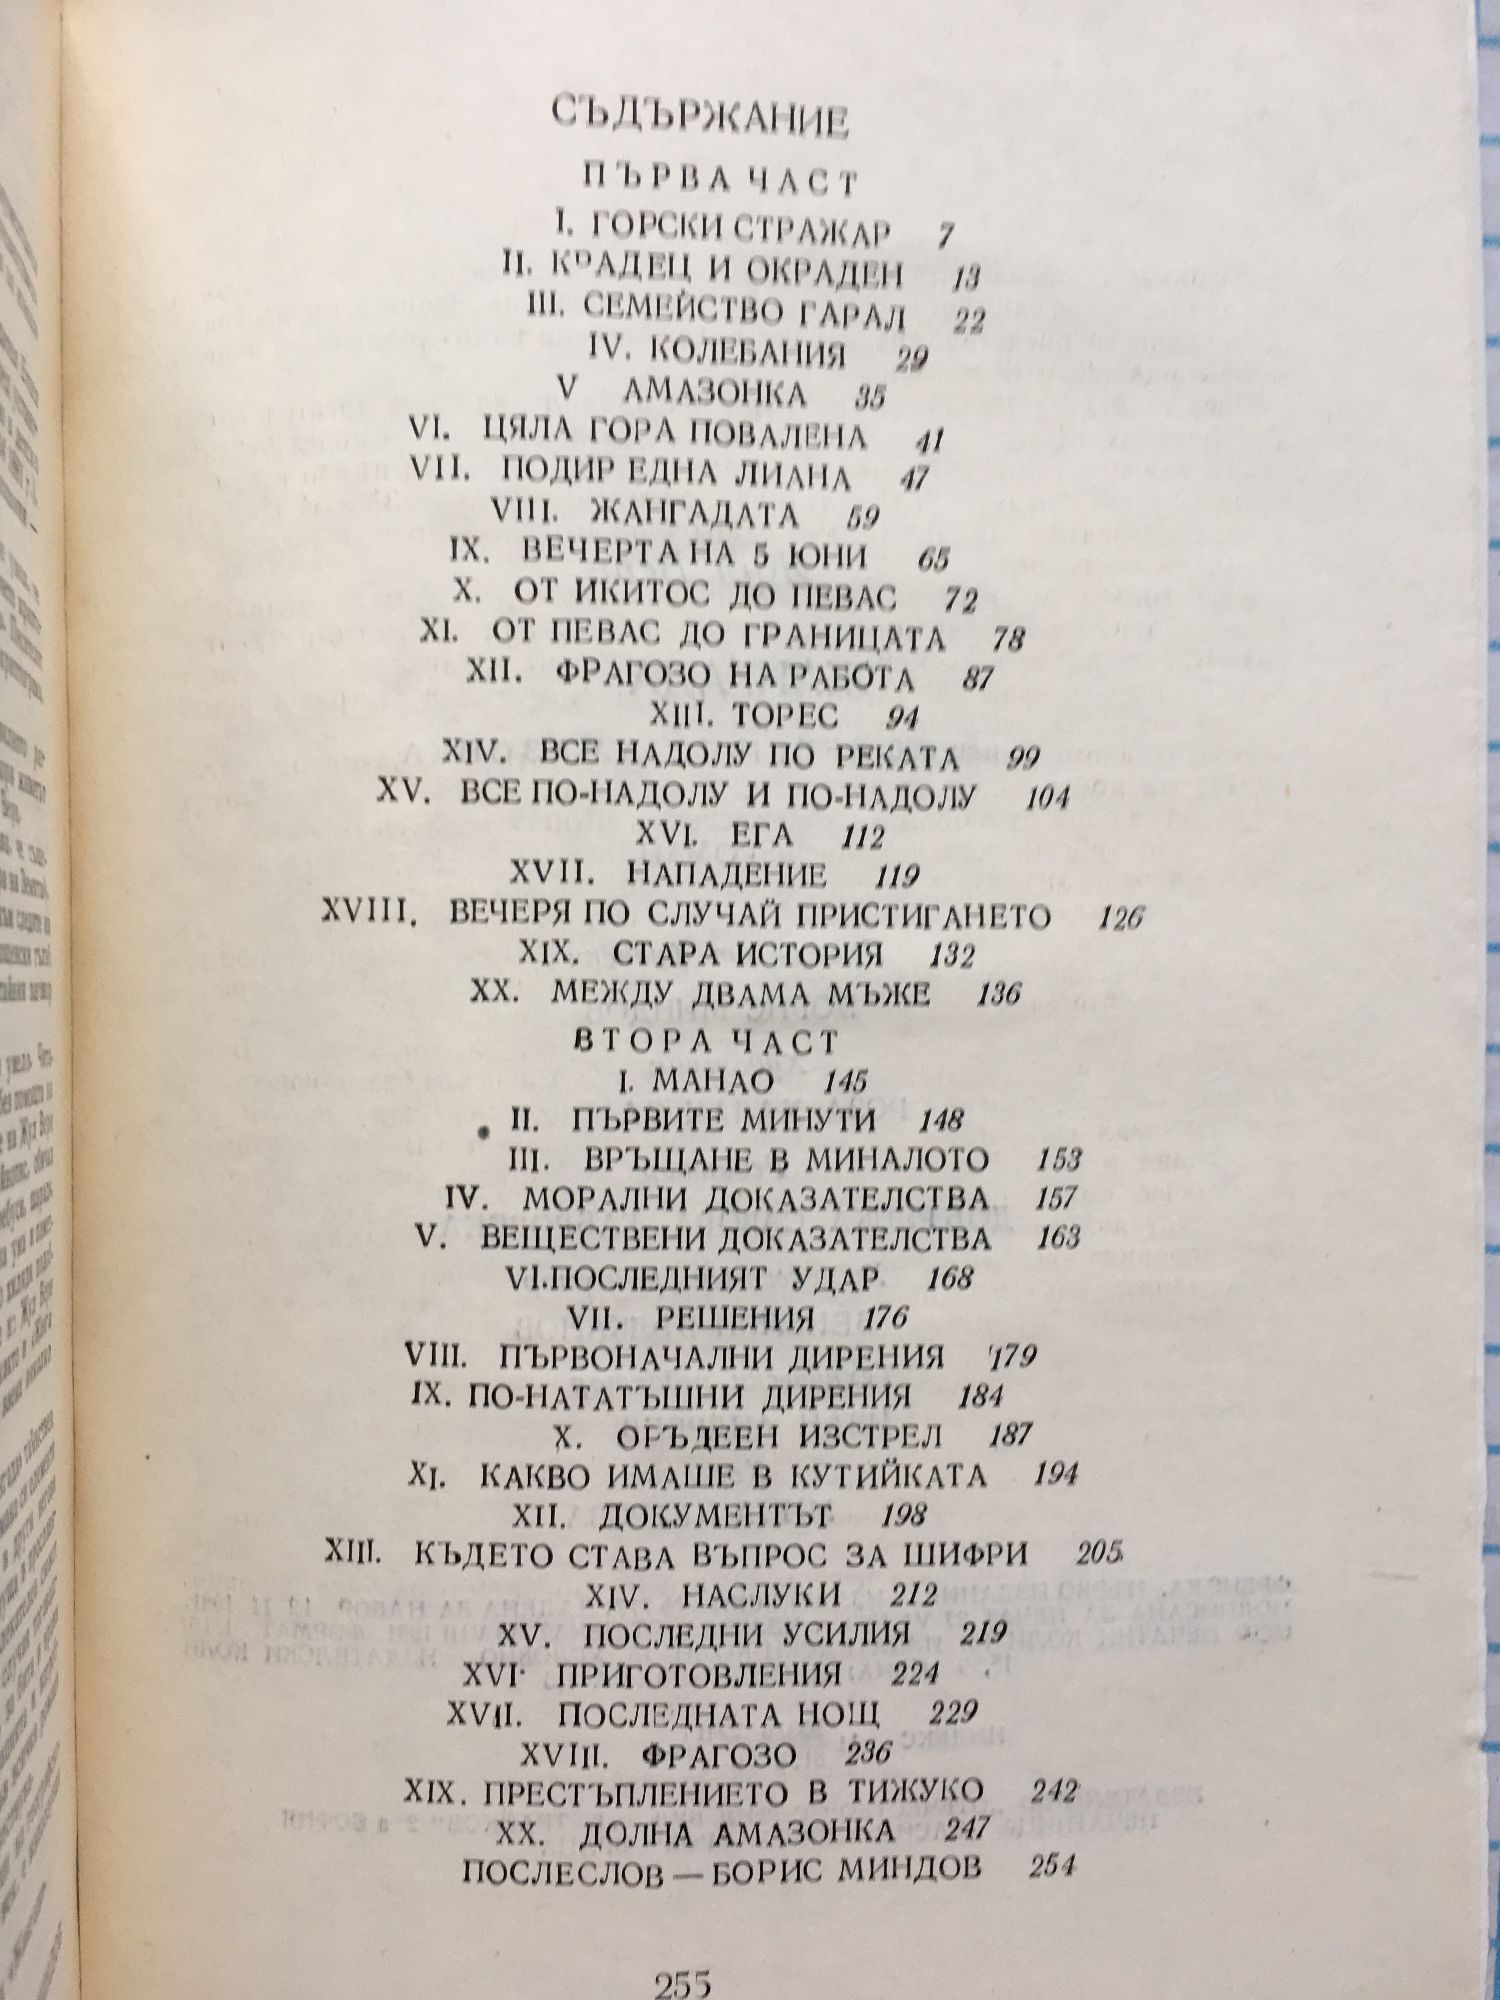 СЪДЪРЖАНИЕ
ПЪРВА ЧАСТ
I. ГОРСКИ СТРАЖАР 7
II. КРАДЕЦ И ОКРАДЕН 13
III. СЕМЕЙСТВО ГАРАЛ 22
IV. КОЛЕБАНИЯ 29
V АМАЗОНКА 35
VI. ЦЯЛА ГОРА ПОВАЛЕНА 41
VII. ПОДИР ЕДНА ЛИАНА 47
VIII. ЖАНГАДАТА 59
IX. ВЕЧЕРТА НА 5 ЮНИ 65
X. ОТ ИКИТОС ДО ПЕВАС 72
XI. ОТ ПЕВАС ДО ГРАНИЦАТА 78
XII. ФРАГОЗО НА РАБОТА 87
XIII. ТОРЕС 94
XIV. ВСЕ НАДОЛУ ПО РЕКАТА 99
XV. ВСЕ ПО-НАДОЛУ И ПО-НАДОЛУ 104
XVI. ЕГА 112
XVII. НАПАДЕНИЕ 119
XVIII. ВЕЧЕРЯ ПО СЛУЧАЙ ПРИСТИГАНЕТО 126
XIX. СТАРА ИСТОРИЯ 132
XX. МЕЖДУ ДВАМА МЪЖЕ 136
ВТОРА ЧАСТ
I. МАНАО 145
II. ПЪРВИТЕ МИНУТИ 148
III. ВРЪЩАНЕ В МИНАЛОТО 153
IV. МОРАЛНИ ДОКАЗАТЕЛСТВА 157
V. ВЕЩЕСТВЕНИ ДОКАЗАТЕЛСТВА 163
VI.ПОСЛЕДНИЯТ УДАР 168
VII. РЕШЕНИЯ 176
VIII. ПЪРВОНАЧАЛНИ ДИРЕНИЯ 179
IX. ПО-НАТАТЪШНИ ДИРЕНИЯ 184
X. ОРЪДЕЕН ИЗСТРЕЛ 187
XI. КАКВО ИМАШЕ В КУТИЙКАТА 194
XII. ДОКУМЕНТЪТ 198
XIII. КЪДЕТО СТАВА ВЪПРОС ЗА ШИФРИ 205
XIV. НАСЛУКИ 212
XV. ПОСЛЕДНИ УСИЛИЯ 219
XVI. ПРИГОТОВЛЕНИЯ 224
XVII. ПОСЛЕДНАТА НОЩ 229
XVIII. ФРАГОЗО 236
XIX. ПРЕСТЪПЛЕНИЕТО В ТИЖУКО 242
XX. ДОЛНА АМАЗОНКА 247
ПОСЛЕСЛОВ — БОРИС МИНДОВ 254
255